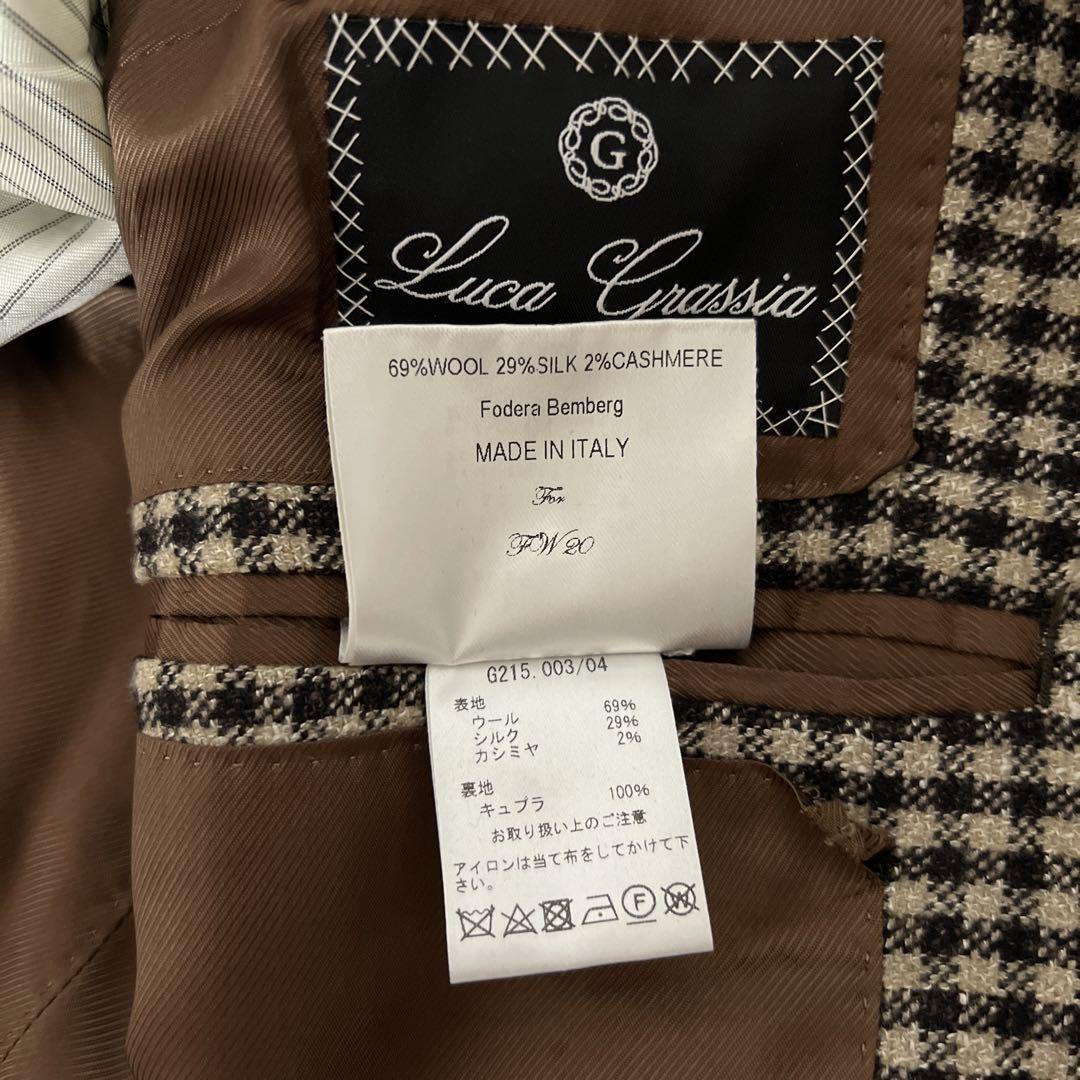 G
Luca Grassia
69%WOOL 29%SILK 2%CASHMERE
Fodera Bemberg
MADE IN ITALY
For
FW20
G215.003/04
表地 69%
ウール 29%
シルク 2%
カシミヤ
裏地
キュプラ 100%
お取り扱い上のご注意
アイロンは当て布をしてかけて下
さい。
F
W